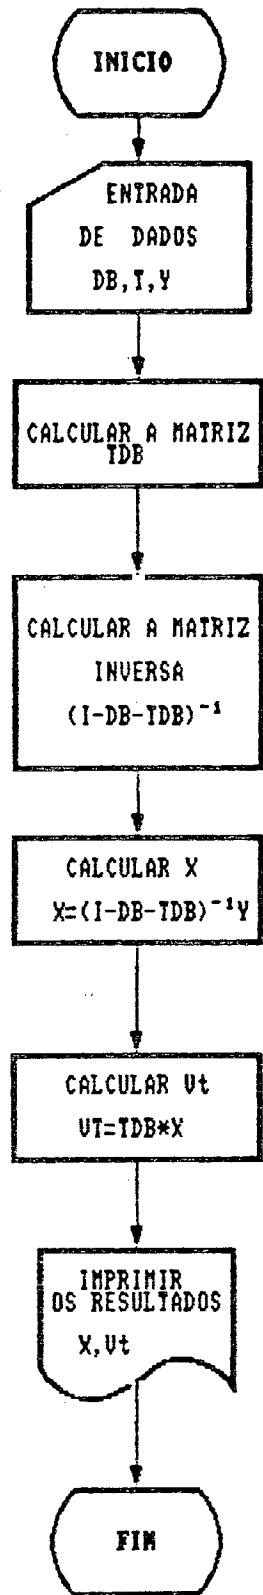 INICIO
ENTRADA
DE DADOS
DB,T,Y
CALCULAR A MATRIZ
TDB
CALCULAR A MATRIZ
INVERSA
(I-DB-TDB)⁻¹
CALCULAR X
X=(I-DB-TDB)⁻¹Y
CALCULAR Vt
VT=TDB*X
IMPRIMIR
OS RESULTADOS
X,Vt
FIM